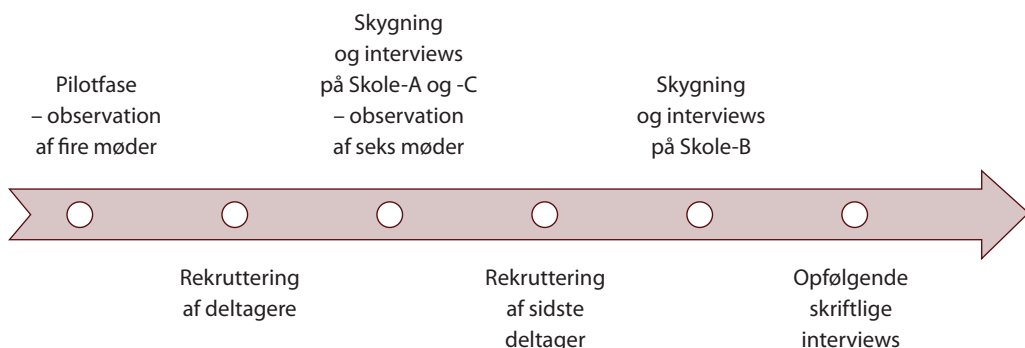 Pilotfase
– observation
af fire møder
Rekruttering
af deltagere
Skygning
og interviews
på Skole-A og -C
– observation
af seks møder
Rekruttering
af sidste
deltager
Skygning
og interviews
på Skole-B
Opfølgende
skriftlige
interviews